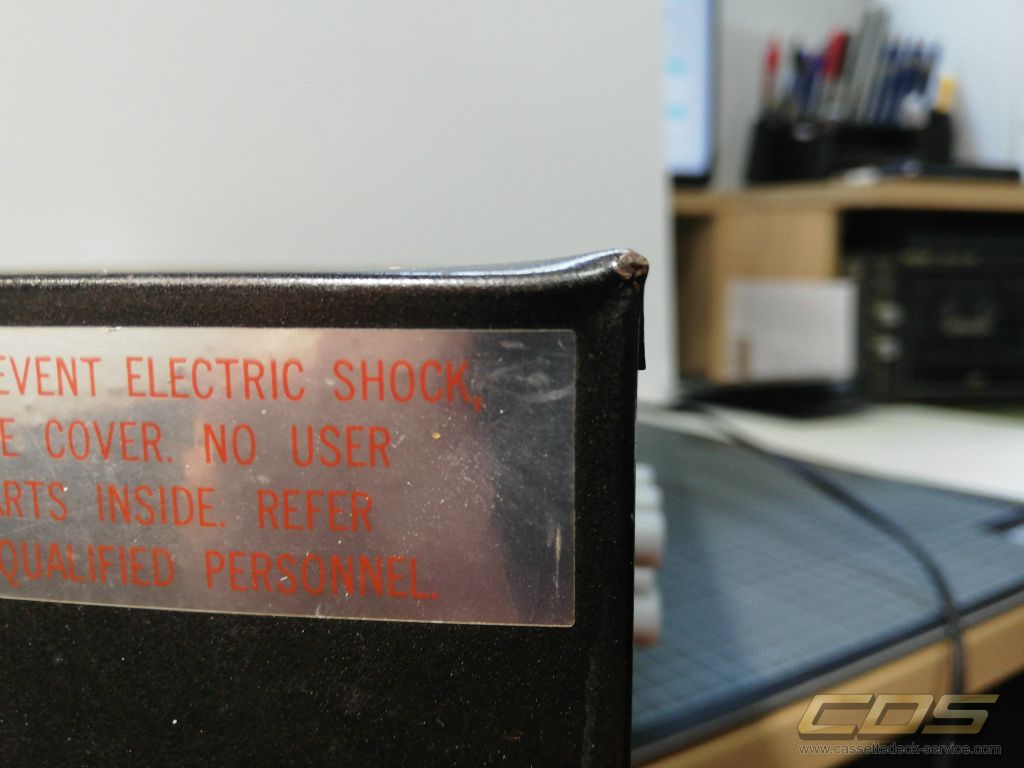 EVENT ELECTRIC SHOCK,
E COVER. NO USER
ARTS INSIDE. REFER
QUALIFIED PERSONNEL.
CDS
www.cassettedeck-service.com